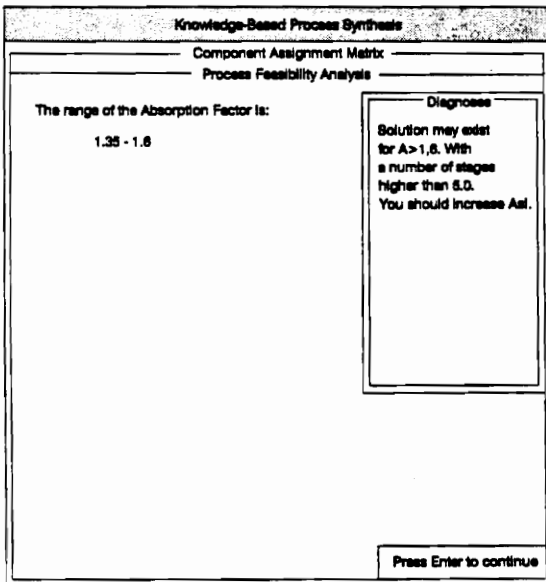 Knowledge-Based Process Synthesis
Component Assignment Matrix
Process Feasibility Analysis
The range of the Absorption Factor is:
1.35 - 1.6
Diagnoses
Solution may exist
for A>1,6. With
a number of stages
higher than 5.0.
You should increase Asl.
Press Enter to continue